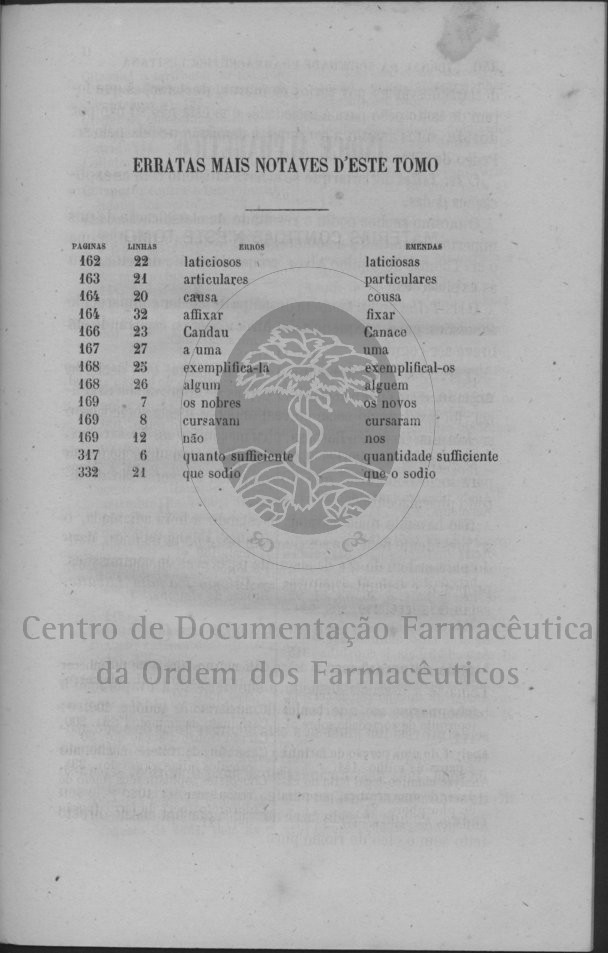 ERRATAS MAIS NOTAVES D'ESTE TOMO
PAGINAS LINHAS ERROS EMENDAS
162 22 laticiosos laticiosas
163 21 articulares particulares
164 20 causa cousa
164 32 affixar fixar
166 23 Candau Canace
167 27 a uma uma
168 25 exemplifica-la exemplifical-os
168 26 algum alguem
169 7 os nobres os novos
169 8 cursavam cursaram
169 12 não nos
317 6 quanto sufficiente quantidade sufficiente
332 21 que sodio que o sodio
Centro de Documentação Farmacêutica
da Ordem dos Farmacêuticos